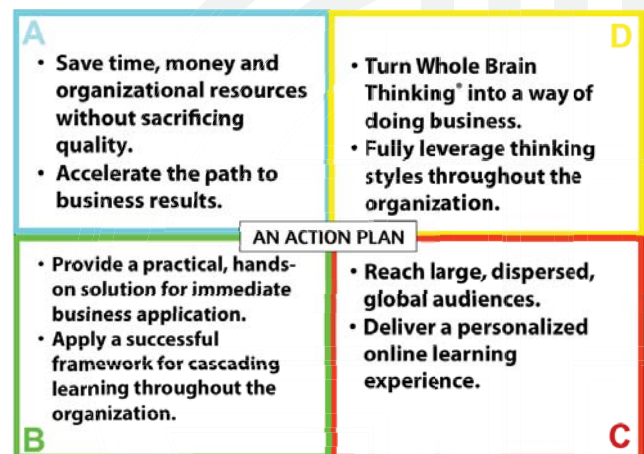 A
• Save time, money and
organizational resources
without sacrificing
quality.
• Accelerate the path to
business results.
D
• Turn Whole Brain
Thinking® into a way of
doing business.
• Fully leverage thinking
styles throughout the
organization.
AN ACTION PLAN
• Provide a practical, hands-
on solution for immediate
business application.
• Apply a successful
framework for cascading
learning throughout the
organization.
B
• Reach large, dispersed,
global audiences.
• Deliver a personalized
online learning
experience.
C